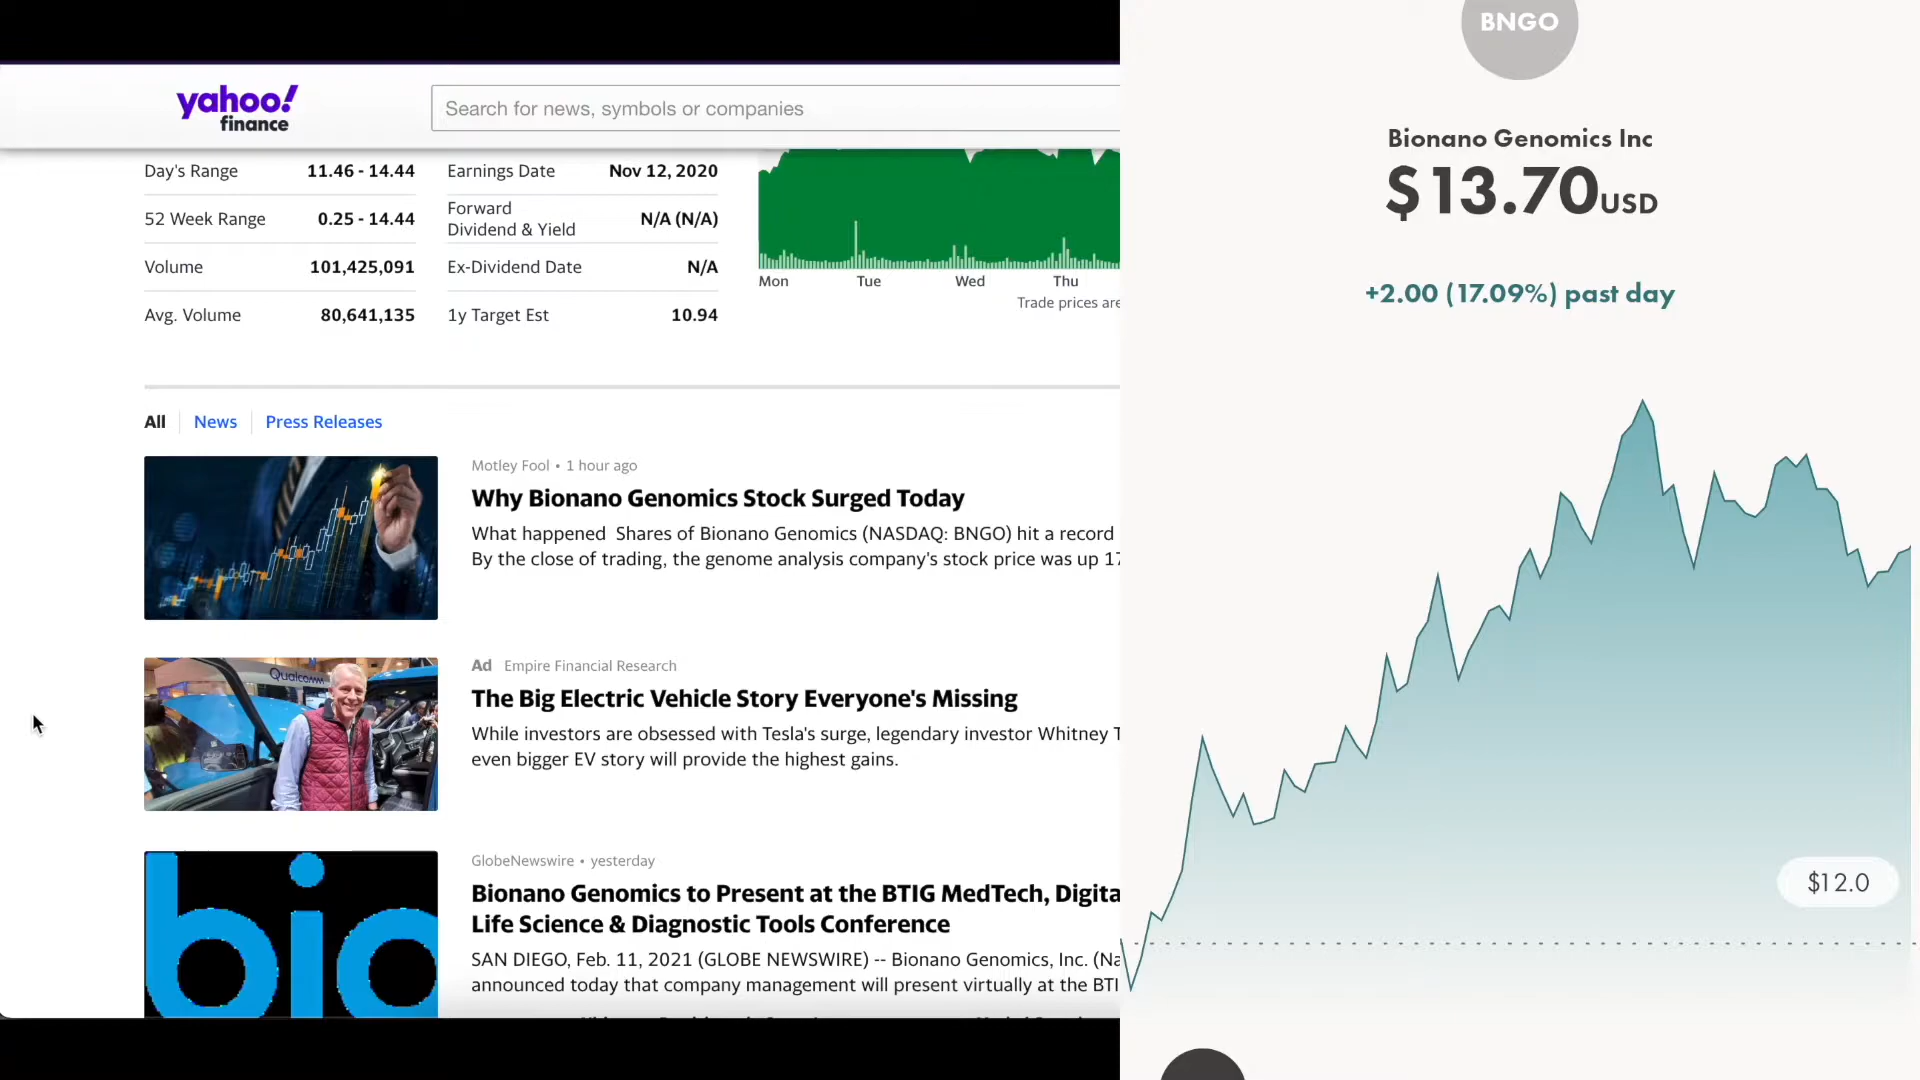 yahoo!
finance
Search for news, symbols or companies
Day's Range 11.46 - 14.44
52 Week Range 0.25 - 14.44
Volume 101,425,091
Avg. Volume 80,641,135
Earnings Date Nov 12, 2020
Forward
Dividend & Yield N/A (N/A)
Ex-Dividend Date N/A
1y Target Est 10.94
Mon Tue Wed Thu
Trade prices are
All News Press Releases
Motley Fool • 1 hour ago
Why Bionano Genomics Stock Surged Today
What happened Shares of Bionano Genomics (NASDAQ: BNGO) hit a record
By the close of trading, the genome analysis company's stock price was up 17
Qualcomm
Ad Empire Financial Research
The Big Electric Vehicle Story Everyone's Missing
While investors are obsessed with Tesla's surge, legendary investor Whitney T
even bigger EV story will provide the highest gains.
bio
GlobeNewswire • yesterday
Bionano Genomics to Present at the BTIG MedTech, Digita
Life Science & Diagnostic Tools Conference
SAN DIEGO, Feb. 11, 2021 (GLOBE NEWSWIRE) -- Bionano Genomics, Inc. (Na
announced today that company management will present virtually at the BTI
BNGO
Bionano Genomics Inc
$13.70USD
+2.00 (17.09%) past day
$12.0